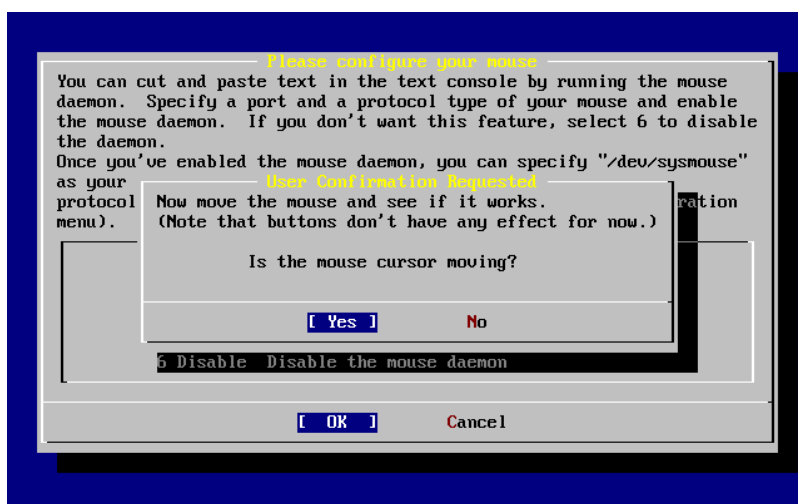 Please configure your mouse
You can cut and paste text in the text console by running the mouse
daemon.  Specify a port and a protocol type of your mouse and enable
the mouse daemon.  If you don't want this feature, select 6 to disable
the daemon.
Once you've enabled the mouse daemon, you can specify "/dev/sysmouse"
as your
User Confirmation Requested
protocol
ration
menu).
Now move the mouse and see if it works.
(Note that buttons don't have any effect for now.)
Is the mouse cursor moving?
[ Yes ] No
6 Disable  Disable the mouse daemon
[ OK ] Cancel